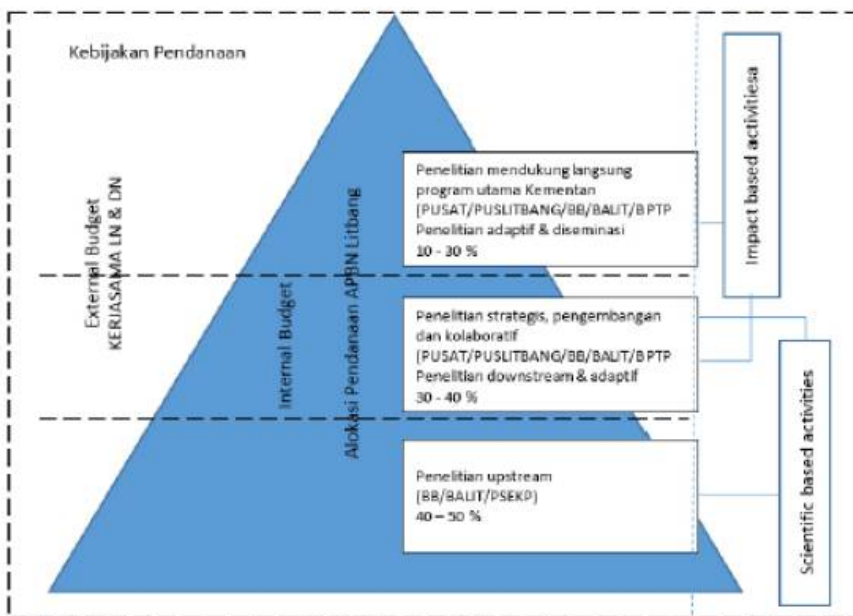 Kebijakan Pendanaan
External Budget
KERJASAMA LN & DN
Internal Budget
Alokasi Pendanaan APBN Litbang
Penelitian mendukung langsung
program utama Kementan
(PUSAT/PUSLITBANG/BB/BALIT/BPTP
Penelitian adaptif & diseminasi
10 - 30 %
Penelitian strategis, pengembangan
dan kolaboratif
(PUSAT/PUSLITBANG/BB/BALIT/BPTP
Penelitian downstream & adaptif
30 - 40 %
Penelitian upstream
(BB/BALIT/PSEKP)
40 – 50 %
Impact based activitiesa
Scientific based activities